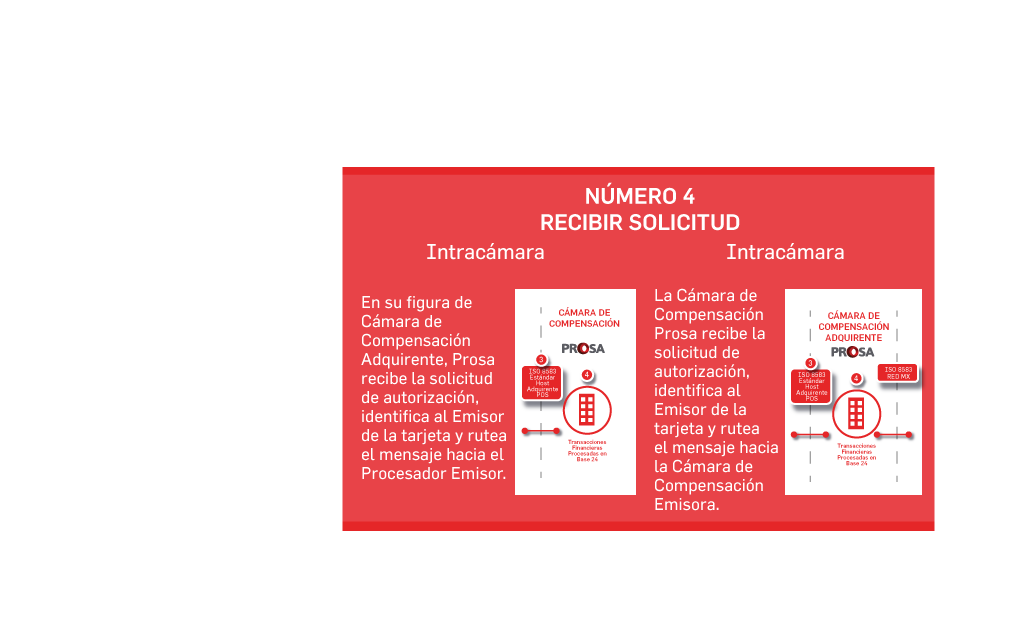 NÚMERO 4
RECIBIR SOLICITUD
Intracámara
En su figura de
Cámara de
Compensación
Adquirente, Prosa
recibe la solicitud
de autorización,
identifica al Emisor
de la tarjeta y rutea
el mensaje hacia el
Procesador Emisor.
CÁMARA DE
COMPENSACIÓN
PROSA
3
ISO 8583
Estándar
Host
Adquirente
POS
4
Transacciones
Financieras
Procesadas en
Base 24
Intracámara
La Cámara de
Compensación
Prosa recibe la
solicitud de
autorización,
identifica al
Emisor de la
tarjeta y rutea
el mensaje hacia
la Cámara de
Compensación
Emisora.
CÁMARA DE
COMPENSACIÓN
ADQUIRENTE
PROSA
3
ISO 8583
Estándar
Host
Adquirente
POS
4
ISO 8583
RED MX
Transacciones
Financieras
Procesadas en
Base 24